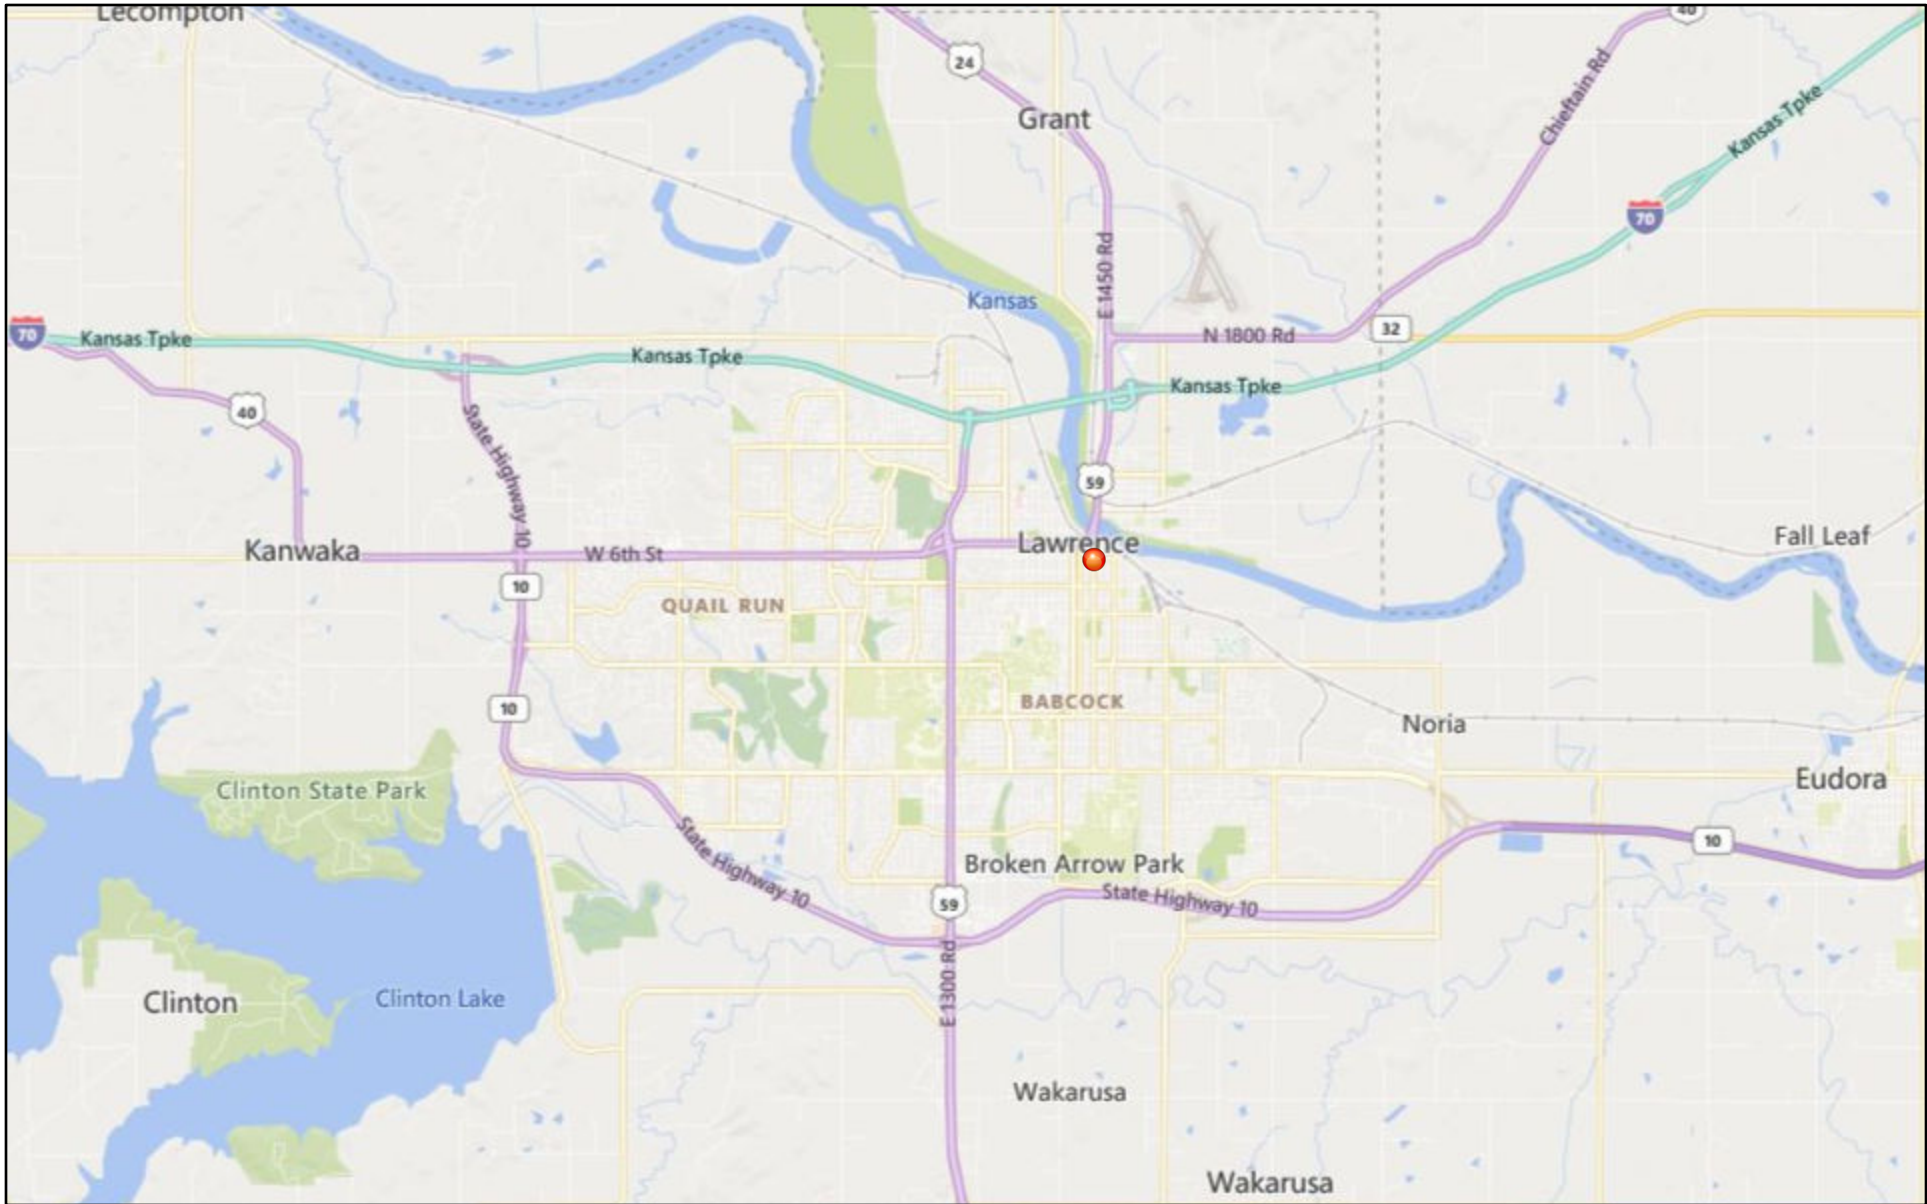 Lecompton
40
24
Kansas Tpke
Chieftain Rd
Grant
70
E 1450 Rd
Kansas
70
Kansas Tpke
Kansas Tpke
N 1800 Rd
32
Kansas Tpke
40
State Highway 10
59
Kanwaka
W 6th St
Lawrence
Fall Leaf
10
QUAIL RUN
10
BABCOCK
Noria
Clinton State Park
Eudora
State Highway 10
10
Broken Arrow Park
59
State Highway 10
Clinton
Clinton Lake
E 1300 Rd
Wakarusa
Wakarusa